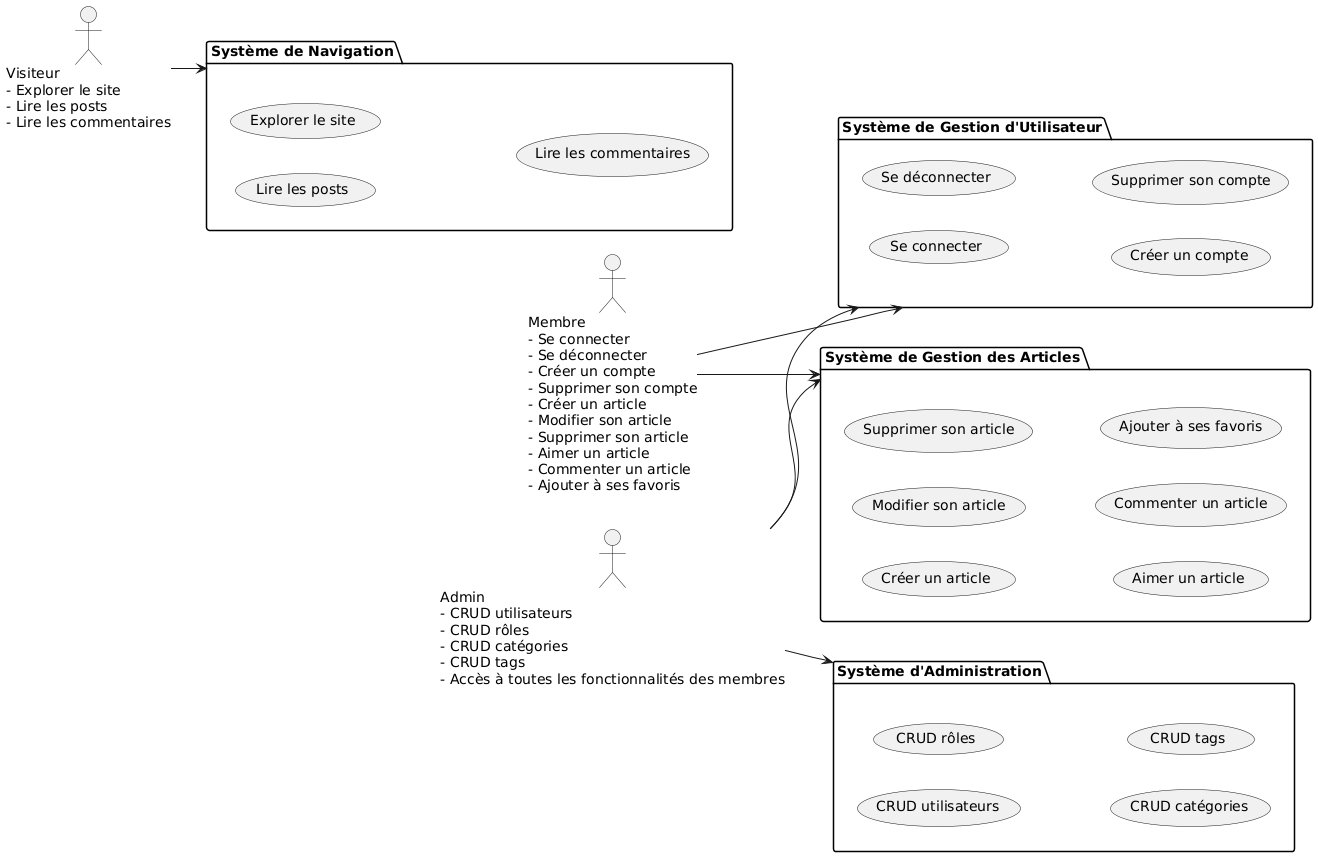 Visiteur
- Explorer le site
- Lire les posts
- Lire les commentaires
Système de Navigation
Explorer le site
Lire les posts
Lire les commentaires
Membre
- Se connecter
- Se déconnecter
- Créer un compte
- Supprimer son compte
- Créer un article
- Modifier son article
- Supprimer son article
- Aimer un article
- Commenter un article
- Ajouter à ses favoris
Système de Gestion d'Utilisateur
Se déconnecter
Supprimer son compte
Se connecter
Créer un compte
Système de Gestion des Articles
Supprimer son article
Ajouter à ses favoris
Modifier son article
Commenter un article
Créer un article
Aimer un article
Admin
- CRUD utilisateurs
- CRUD rôles
- CRUD catégories
- CRUD tags
- Accès à toutes les fonctionnalités des membres
Système d'Administration
CRUD rôles
CRUD tags
CRUD utilisateurs
CRUD catégories